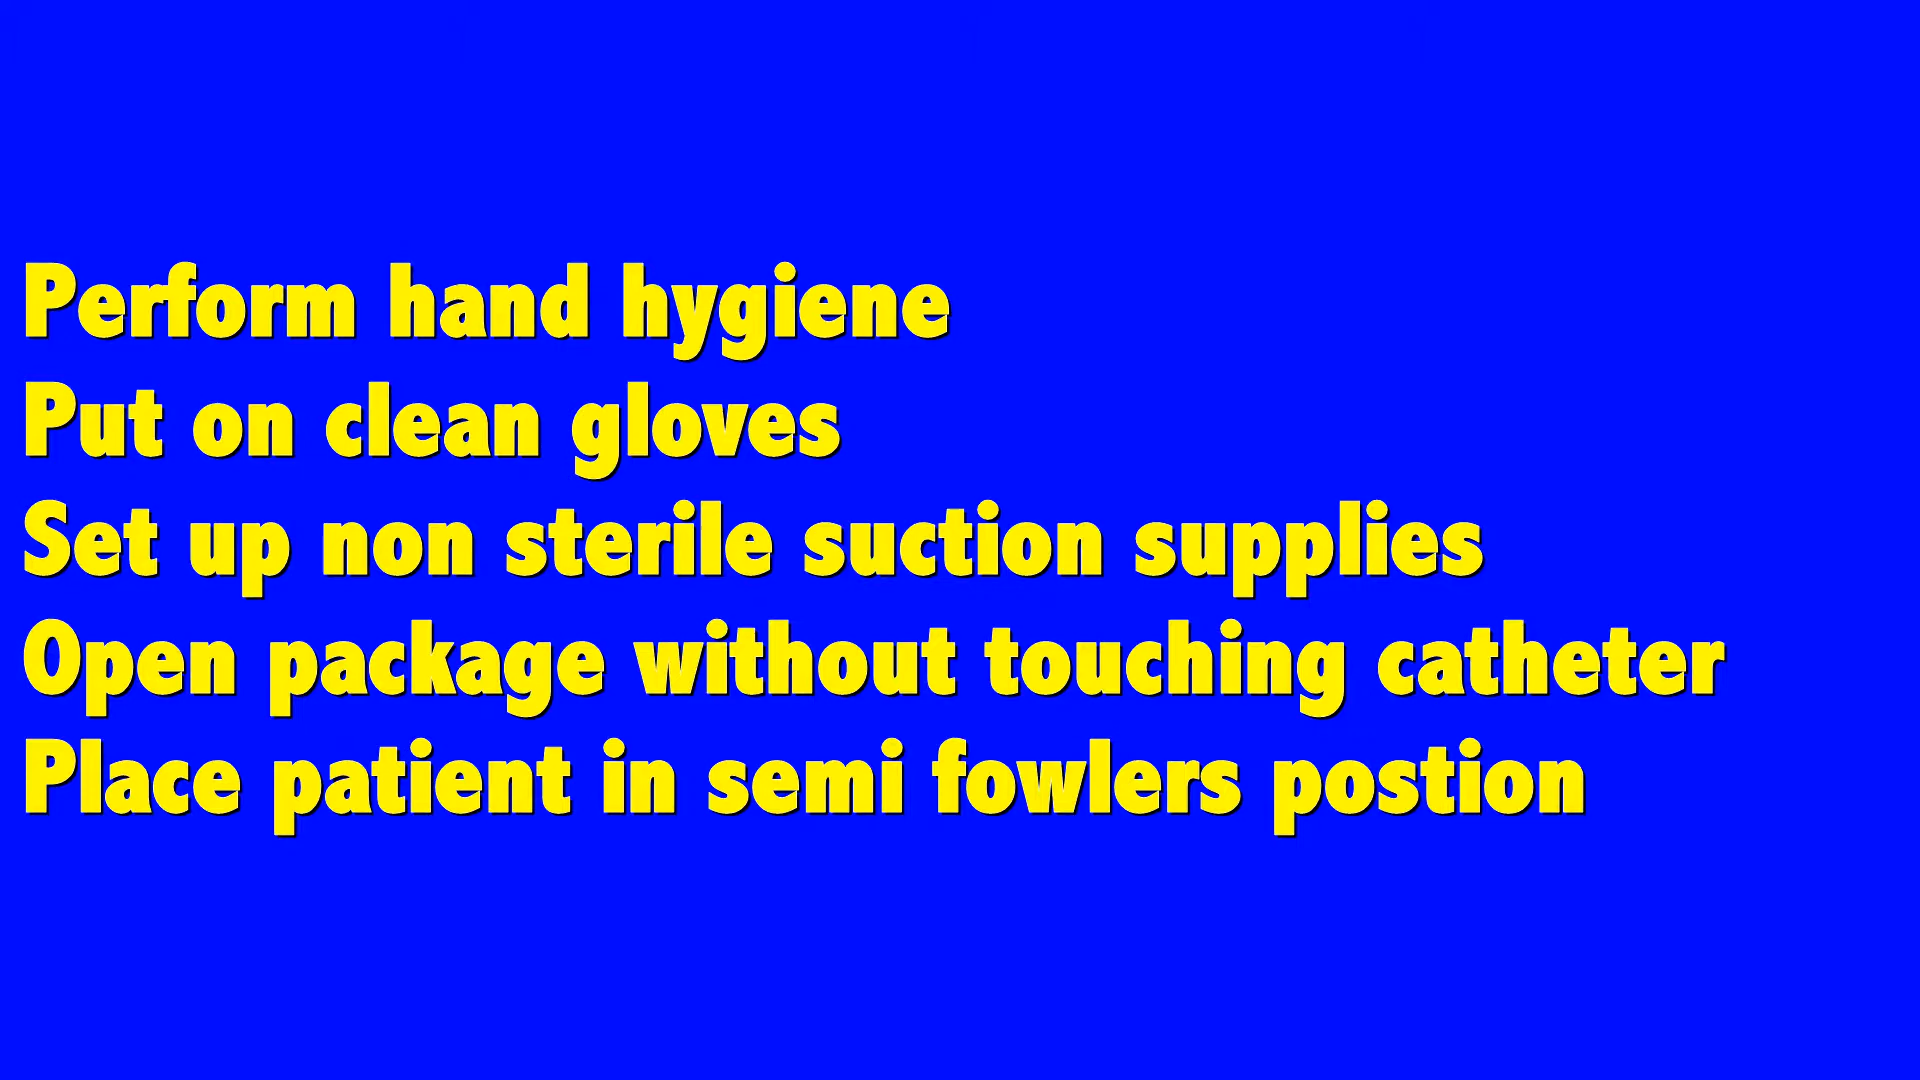 Perform hand hygiene
Put on clean gloves
Set up non sterile suction supplies
Open package without touching catheter
Place patient in semi fowlers postion